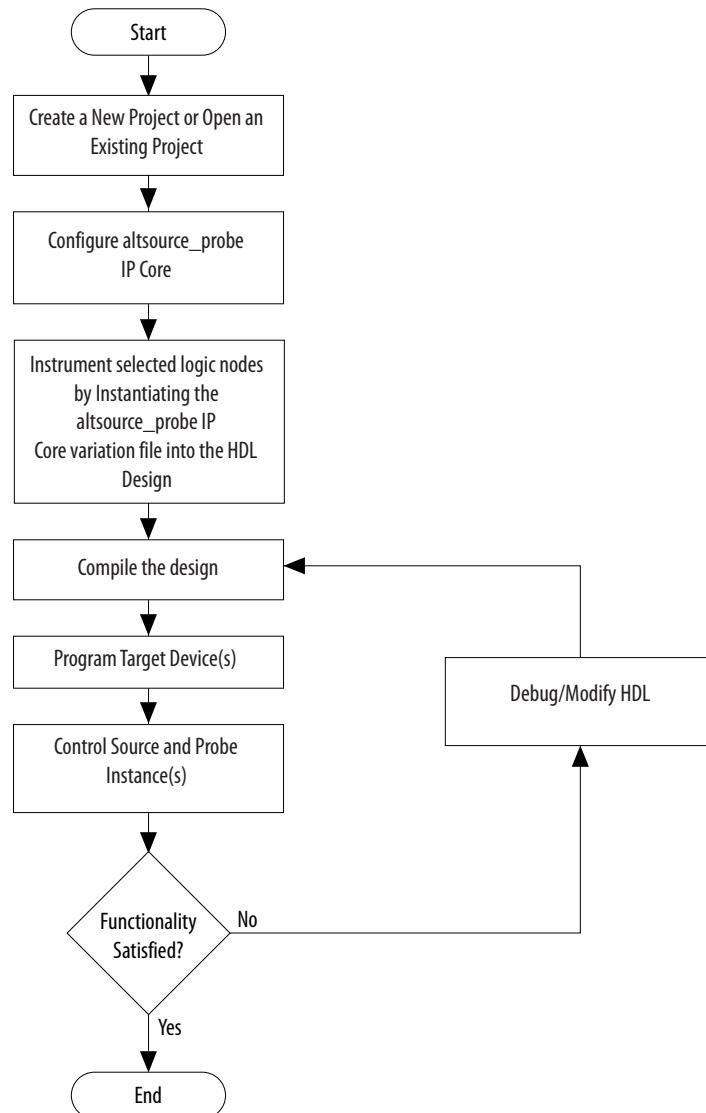 Start
Create a New Project or Open an
Existing Project
Configure altsource_probe
IP Core
Instrument selected logic nodes
by Instantiating the
altsource_probe IP
Core variation file into the HDL
Design
Compile the design
Program Target Device(s)
Debug/Modify HDL
Control Source and Probe
Instance(s)
Functionality
Satisfied?
No
Yes
End